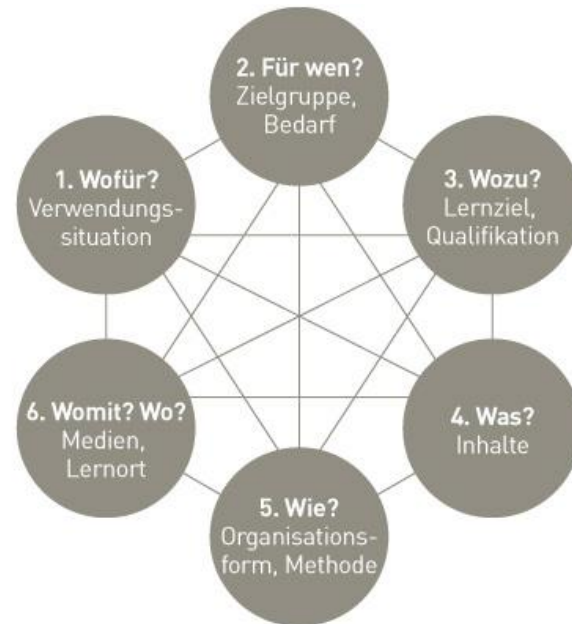 1. Wofür?
Verwendungs-
situation
2. Für wen?
Zielgruppe,
Bedarf
3. Wozu?
Lernziel,
Qualifikation
4. Was?
Inhalte
5. Wie?
Organisations-
form, Methode
6. Womit? Wo?
Medien,
Lernort